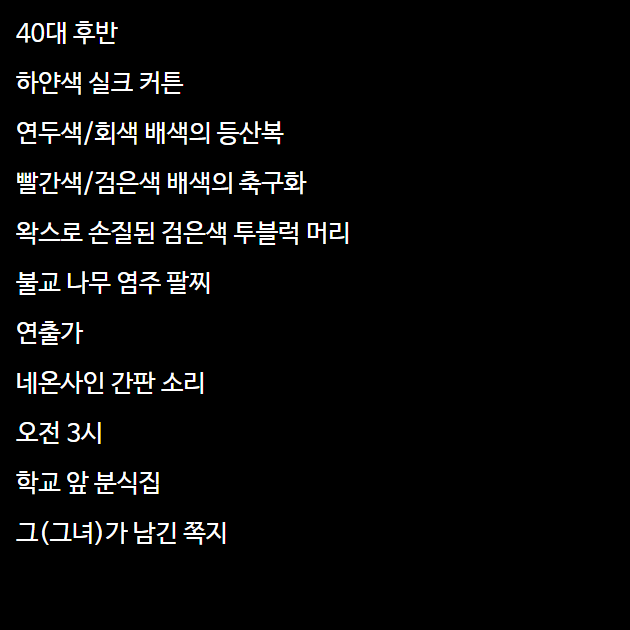 40대 후반
하얀색 실크 커튼
연두색/회색 배색의 등산복
빨간색/검은색 배색의 축구화
왁스로 손질된 검은색 투블럭 머리
불교 나무 염주 팔찌
연출가
네온사인 간판 소리
오전 3시
학교 앞 분식집
그(그녀)가 남긴 쪽지